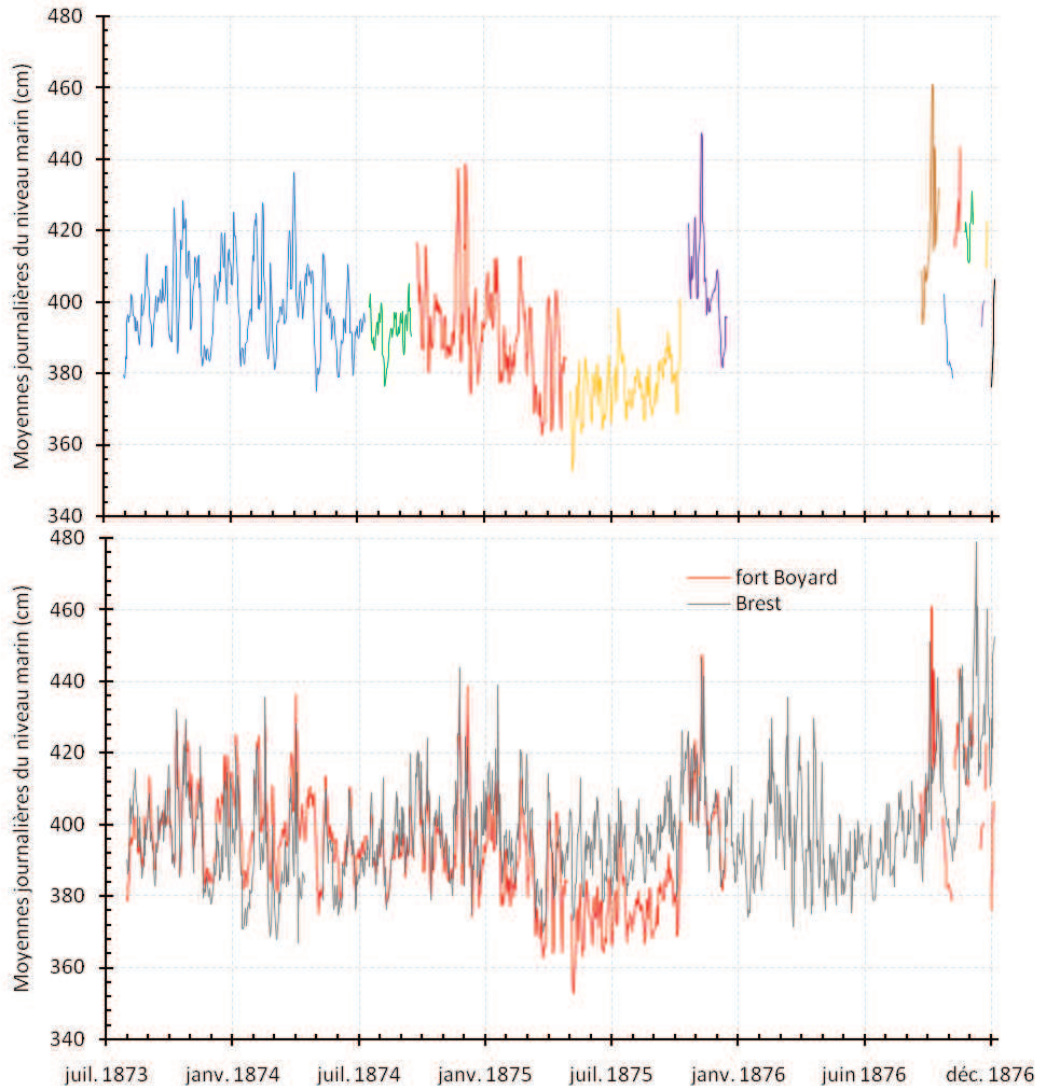 480
460
440
420
400
380
360
340
Moyennes journalières du niveau marin (cm)
480
460
440
420
400
380
360
340
Moyennes journalières du niveau marin (cm)
fort Boyard
Brest
juil. 1873
janv. 1874
juil. 1874
janv. 1875
juil. 1875
janv. 1876
juin 1876
déc. 1876